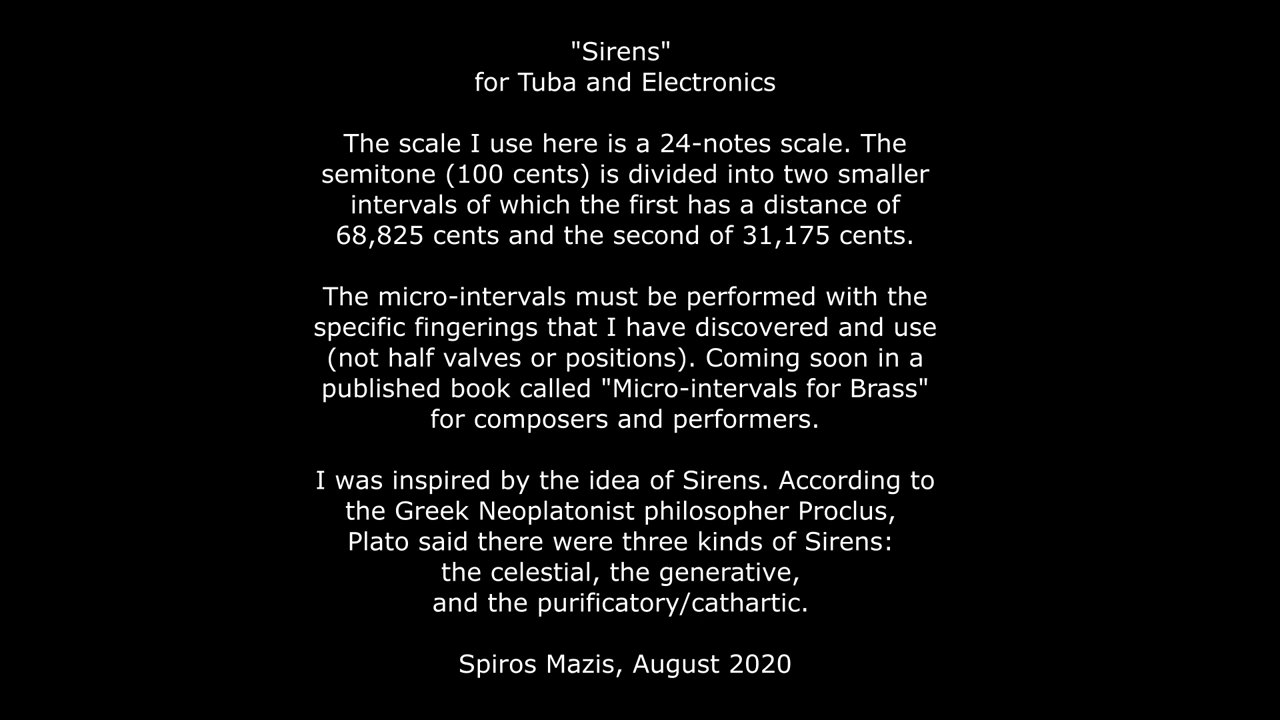 "Sirens"
for Tuba and Electronics
The scale I use here is a 24-notes scale. The
semitone (100 cents) is divided into two smaller
intervals of which the first has a distance of
68,825 cents and the second of 31,175 cents.
The micro-intervals must be performed with the
specific fingerings that I have discovered and use
(not half valves or positions). Coming soon in a
published book called "Micro-intervals for Brass"
for composers and performers.
I was inspired by the idea of Sirens. According to
the Greek Neoplatonist philosopher Proclus,
Plato said there were three kinds of Sirens:
the celestial, the generative,
and the purificatory/cathartic.
Spiros Mazis, August 2020